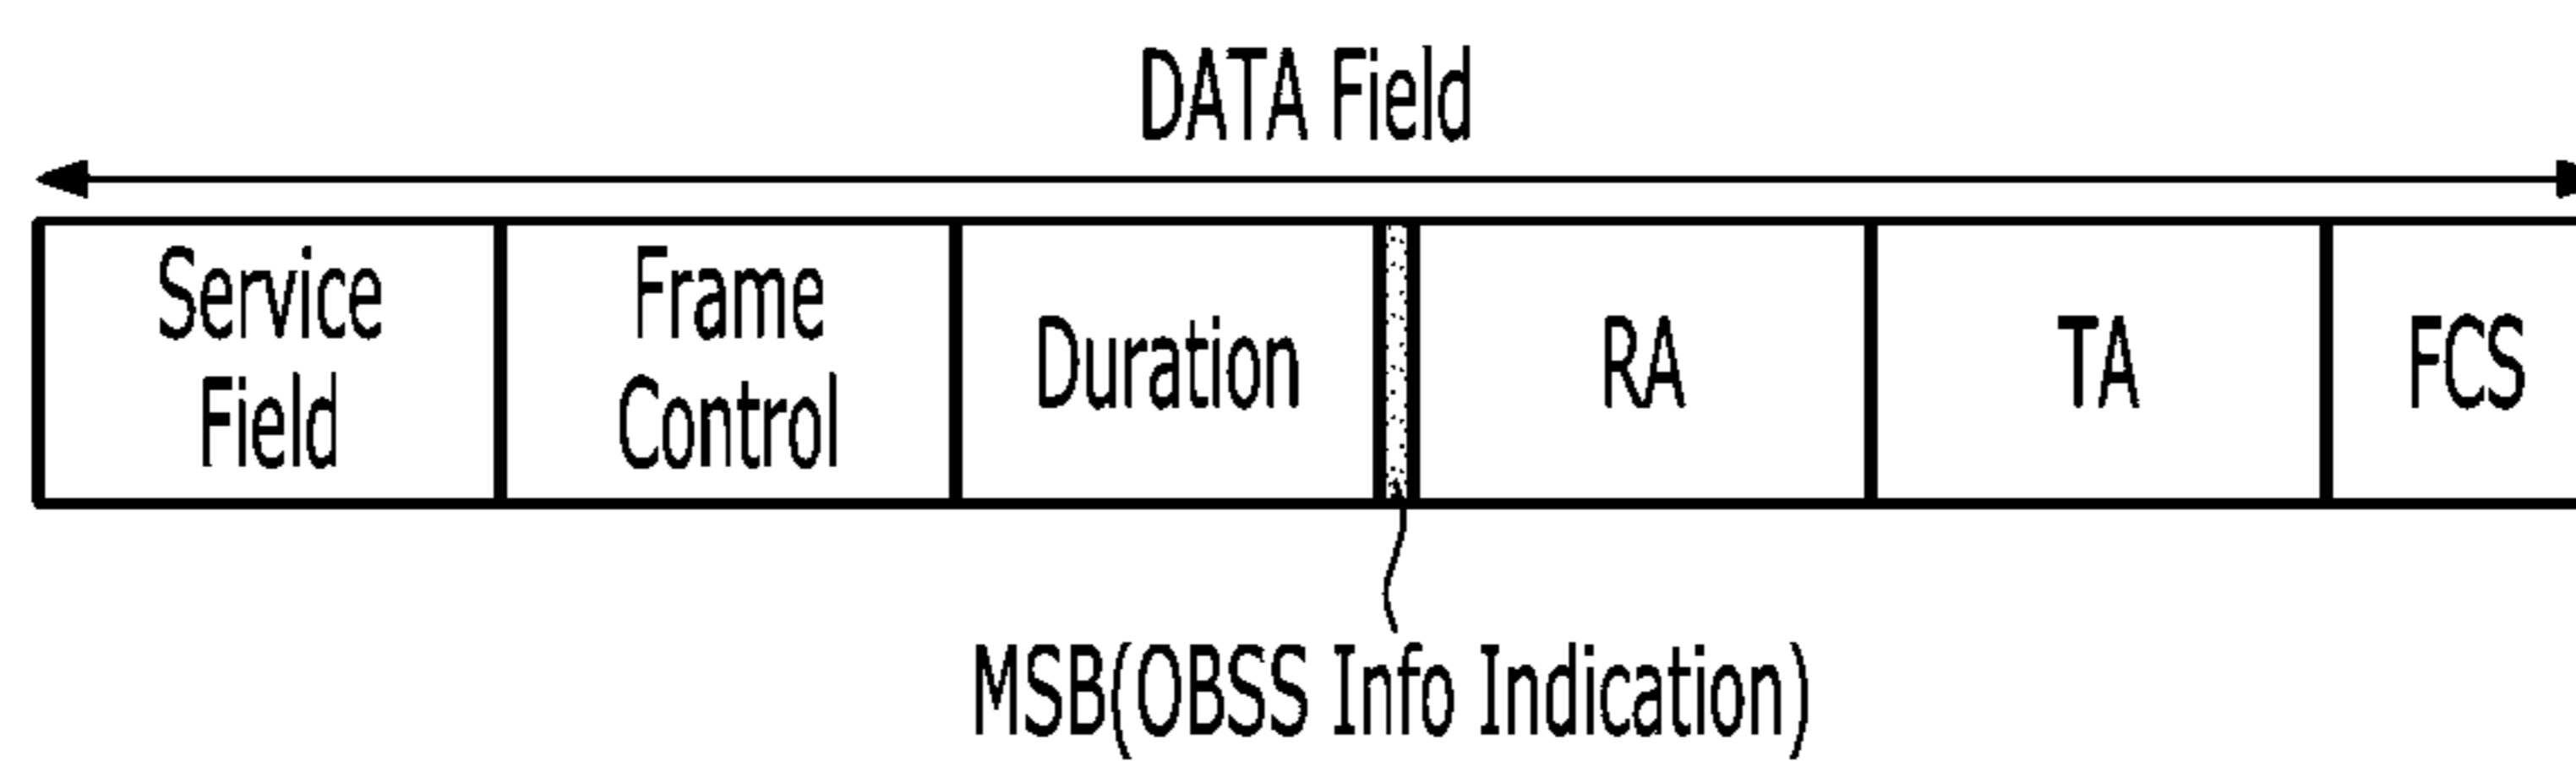 DATA Field
Service Field
Frame Control
Duration
RA
TA
FCS
MSB(OBSS Info Indication)